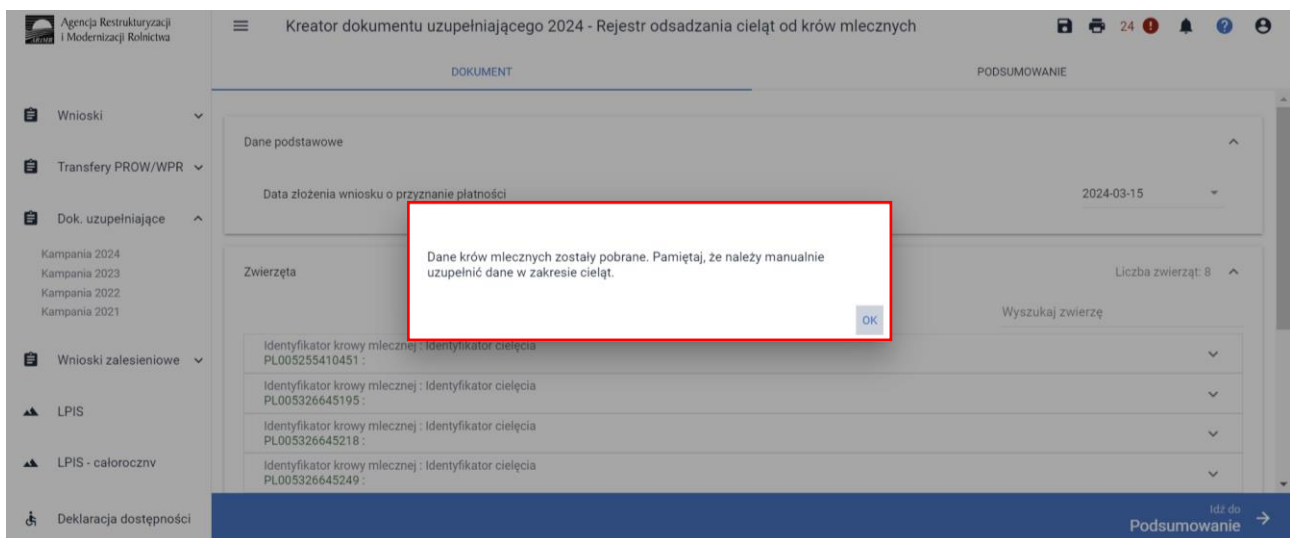 Agencja Restrukturyzacji
i Modernizacji Rolnictwa
Kreator dokumentu uzupełniającego 2024 - Rejestr odsadzania cieląt od krów mlecznych
24
DOKUMENT
PODSUMOWANIE
Wnioski
Transfery PROW/WPR
Dok. uzupełniające
Kampania 2024
Kampania 2023
Kampania 2022
Kampania 2021
Wnioski zalesieniowe
LPIS
LPIS - całoroczny
Deklaracja dostępności
Dane podstawowe
Data złożenia wniosku o przyznanie płatności
2024-03-15
Dane krów mlecznych zostały pobrane. Pamiętaj, że należy manualnie
uzupełnić dane w zakresie cieląt.
OK
Zwierzęta
Liczba zwierząt: 8
Wyszukaj zwierzę
Identyfikator krowy mlecznej : Identyfikator cielęcia
PL005255410451 :
Identyfikator krowy mlecznej : Identyfikator cielęcia
PL005326645195 :
Identyfikator krowy mlecznej : Identyfikator cielęcia
PL005326645218 :
Identyfikator krowy mlecznej : Identyfikator cielęcia
PL005326645249 :
Idź do
Podsumowanie